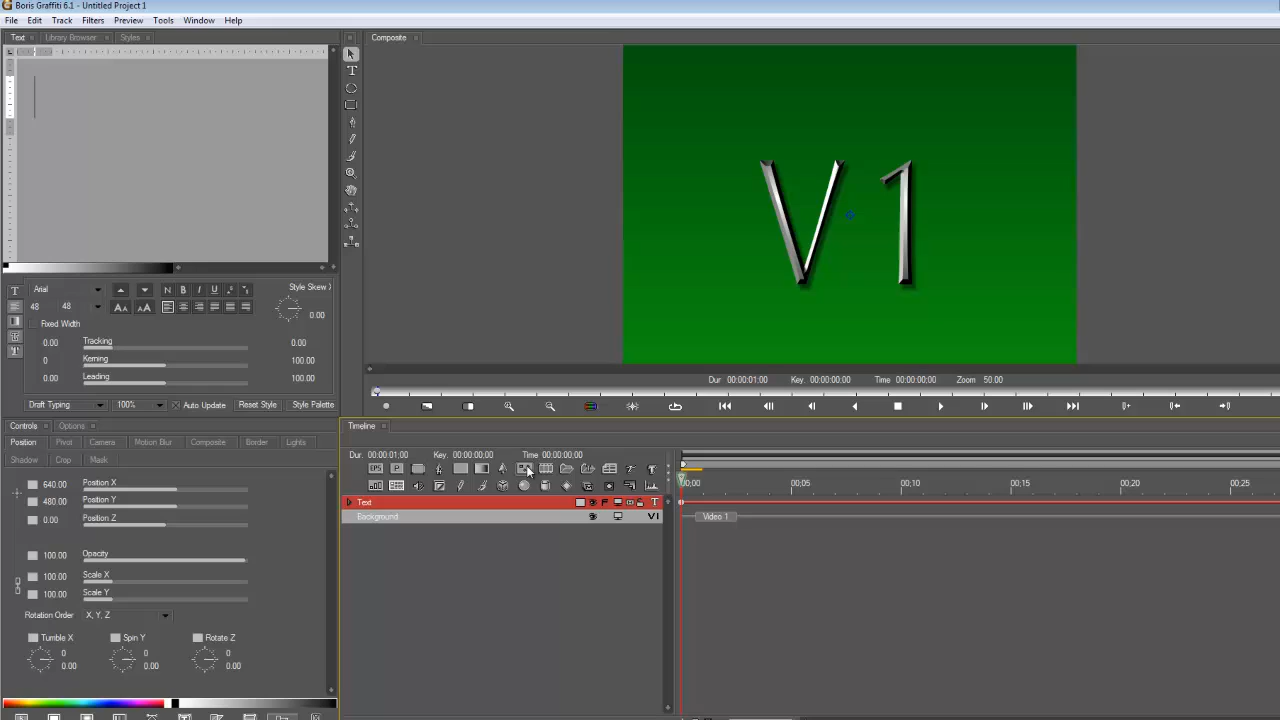 Boris Graffiti 6.1 - Untitled Project 1
File Edit Track Filters Preview Tools Window Help
Text Library Browser Styles
Composite
V1
Arial
N B I U
Style Skew
48 48
0.00
Fixed Width
0.00 Tracking 0.00
0 Kerning 100.00
0.00 Leading 100.00
Dur 00:00:01;00 Key. 00:00:00;00 Time 00:00:00;00 Zoom 50.00
Draft Typing 100% Auto Update Reset Style Style Palette
Controls Options
Position Pivot Camera Motion Blur Composite Border Lights
Shadow Crop Mask
640.00 Position X
480.00 Position Y
0.00 Position Z
100.00 Opacity
100.00 Scale X
100.00 Scale Y
Rotation Order X, Y, Z
Tumble X Spin Y Rotate Z
0 0 0
0.00 0.00 0.00
Timeline
Dur. 00:00:01;00 Key. 00:00:00;00 Time 00:00:00;00
EPS P
00;00 00;05 00;10 00;15 00;20 00;25
Text T
Background V1
Video 1